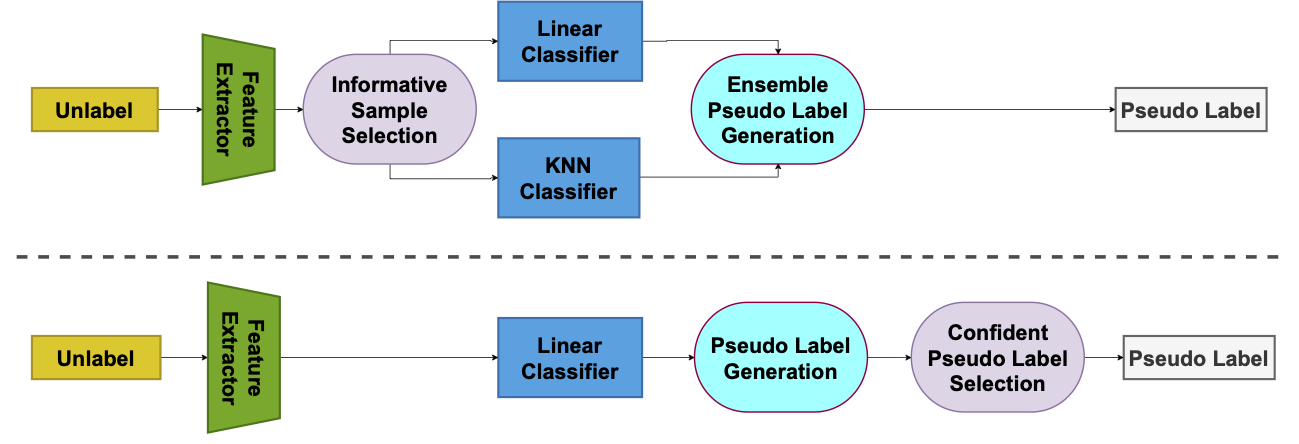 Unlabel
Feature
Extractor
Informative
Sample
Selection
Linear
Classifier
KNN
Classifier
Ensemble
Pseudo Label
Generation
Pseudo Label
Unlabel
Feature
Extractor
Linear
Classifier
Pseudo Label
Generation
Confident
Pseudo Label
Selection
Pseudo Label